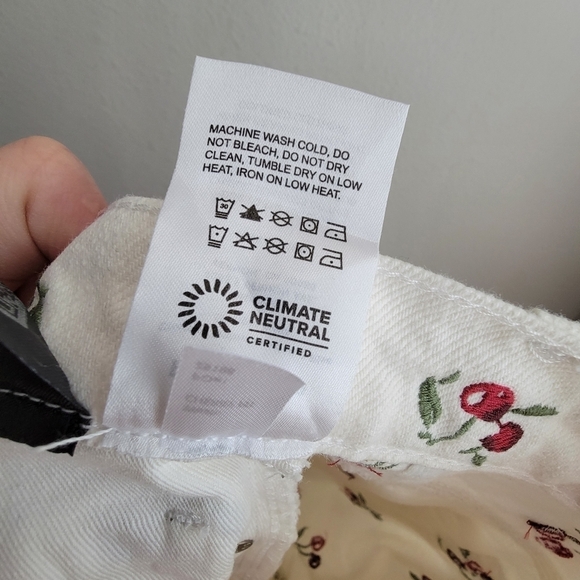 MACHINE WASH COLD, DO
NOT BLEACH, DO NOT DRY
CLEAN, TUMBLE DRY ON LOW
HEAT, IRON ON LOW HEAT.
30
CLIMATE
NEUTRAL
CERTIFIED